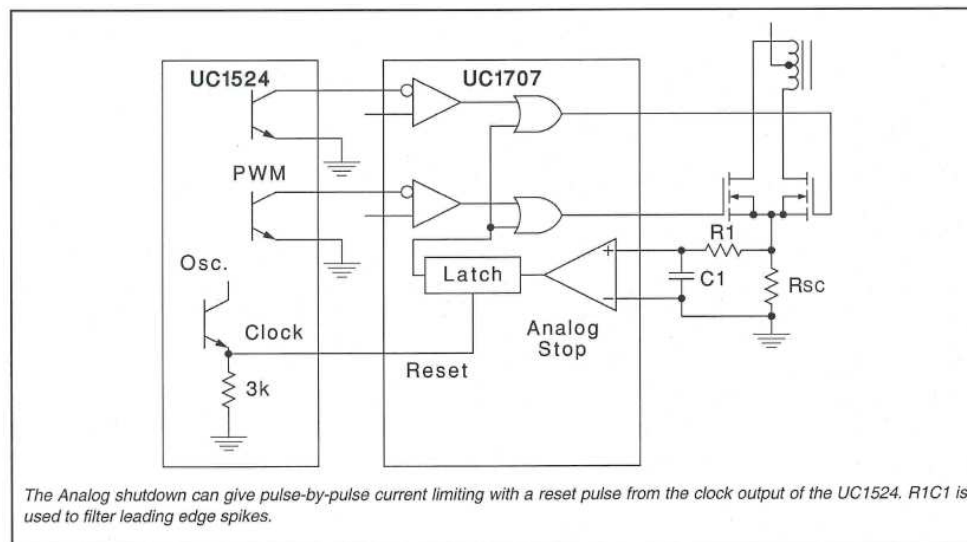 UC1524
UC1707
PWM
Osc.
Clock
3k
Latch
Reset
Analog
Stop
+
−
R1
C1
Rsc
The Analog shutdown can give pulse-by-pulse current limiting with a reset pulse from the clock output of the UC1524. R1C1 is
used to filter leading edge spikes.